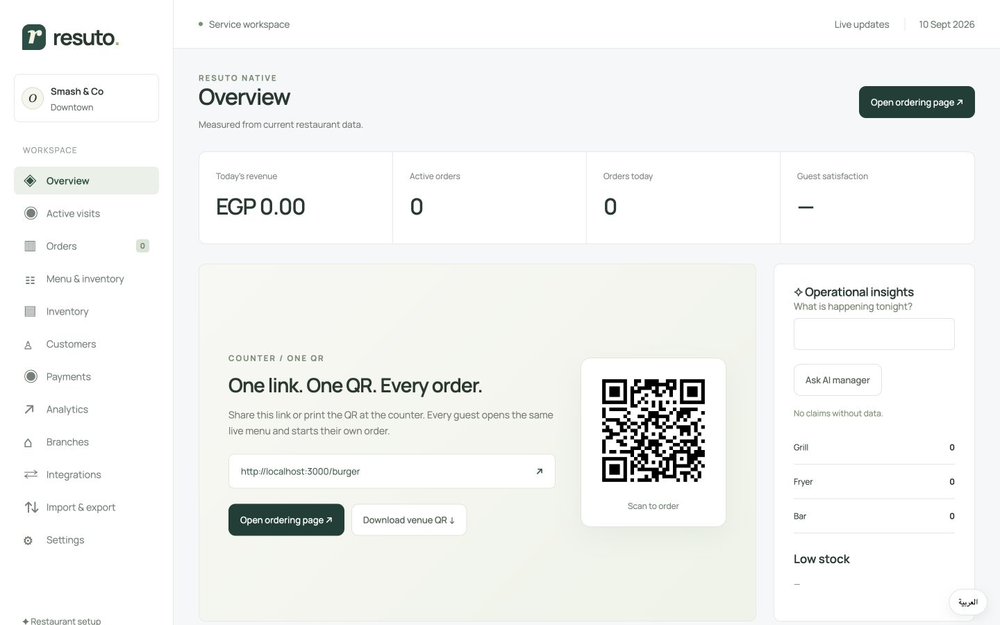 r resuto.
O
Smash & Co
Downtown
WORKSPACE
Overview
Active visits
Orders 0
Menu & inventory
Inventory
Customers
Payments
Analytics
Branches
Integrations
Import & export
Settings
Restaurant setup
Service workspace
Live updates
10 Sept 2026
RESUTO NATIVE
Overview
Measured from current restaurant data.
Open ordering page ↗
Today's revenue
EGP 0.00
Active orders
0
Orders today
0
Guest satisfaction
—
COUNTER / ONE QR
One link. One QR. Every order.
Share this link or print the QR at the counter. Every guest opens the same
live menu and starts their own order.
http://localhost:3000/burger ↗
Open ordering page ↗
Download venue QR ↓
Scan to order
Operational insights
What is happening tonight?
Ask AI manager
No claims without data.
Grill 0
Fryer 0
Bar 0
Low stock
—
العربية